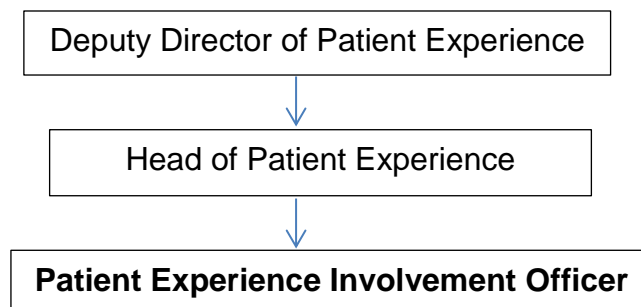 Deputy Director of Patient Experience
Head of Patient Experience
Patient Experience Involvement Officer